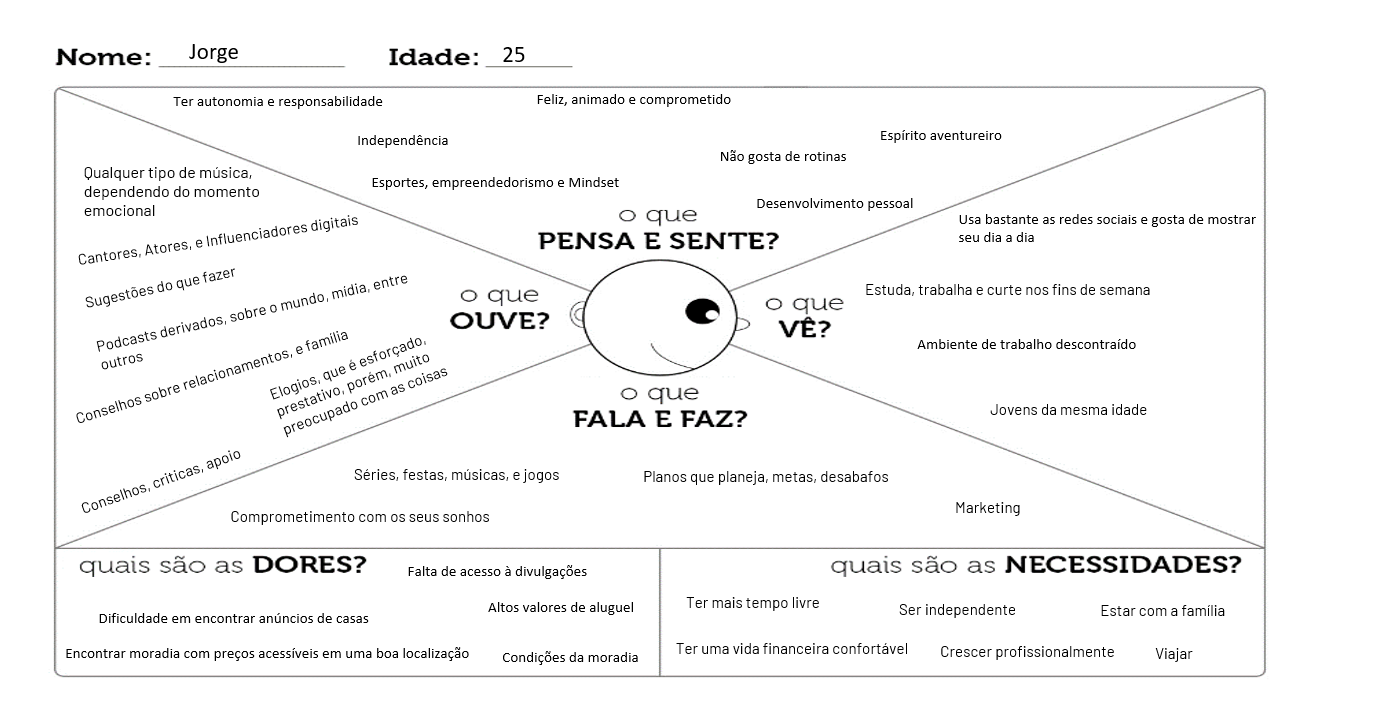 Nome: Jorge Idade: 25
Ter autonomia e responsabilidade
Feliz, animado e comprometido
Independência
Espírito aventureiro
Não gosta de rotinas
Esportes, empreendedorismo e Mindset
Desenvolvimento pessoal
o que
PENSA E SENTE?
Qualquer tipo de música,
dependendo do momento
emocional
Cantores, Atores, e Influenciadores digitais
Sugestões do que fazer
Podcasts derivados, sobre o mundo, midia, entre
outros
Conselhos sobre relacionamentos, e família
Elogios, que é esforçado,
prestativo, porém, muito
preocupado com as coisas
Conselhos, críticas, apoio
o que
OUVE?
o que
VÊ?
Usa bastante as redes sociais e gosta de mostrar
seu dia a dia
Estuda, trabalha e curte nos fins de semana
Ambiente de trabalho descontraído
Jovens da mesma idade
o que
FALA E FAZ?
Séries, festas, músicas, e jogos
Planos que planeja, metas, desabafos
Marketing
Comprometimento com os seus sonhos
quais são as DORES?
Falta de acesso à divulgações
Altos valores de aluguel
Dificuldade em encontrar anúncios de casas
Encontrar moradia com preços acessíveis em uma boa localização
Condições da moradia
quais são as NECESSIDADES?
Ter mais tempo livre
Ser independente
Estar com a família
Ter uma vida financeira confortável
Crescer profissionalmente
Viajar